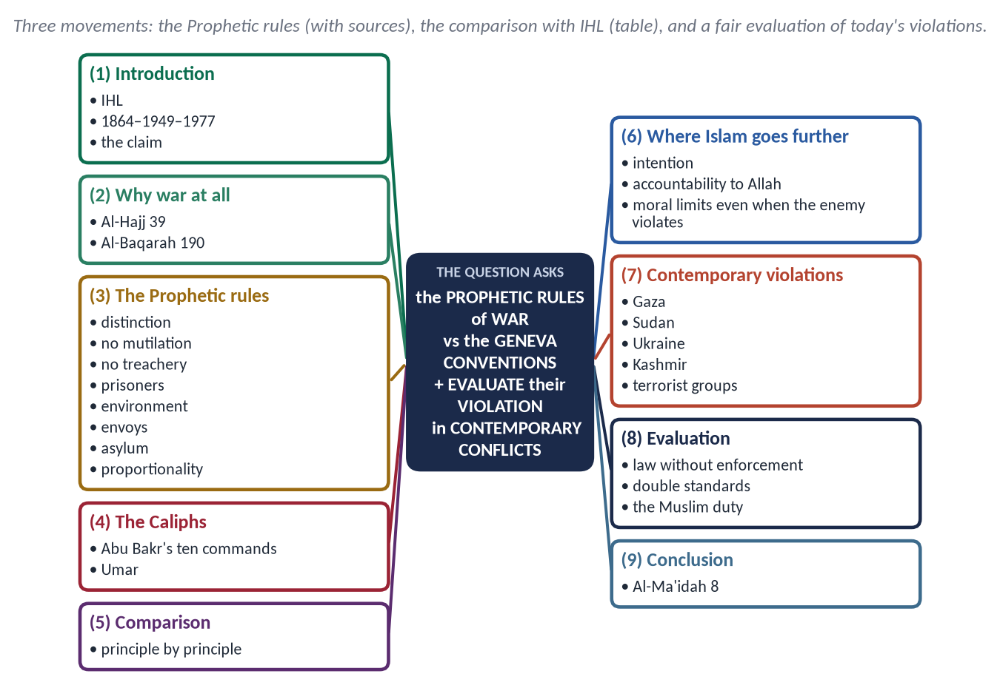 Three movements: the Prophetic rules (with sources), the comparison with IHL (table), and a fair evaluation of today's violations.
(1) Introduction
• IHL
• 1864–1949–1977
• the claim
(2) Why war at all
• Al-Hajj 39
• Al-Baqarah 190
(3) The Prophetic rules
• distinction
• no mutilation
• no treachery
• prisoners
• environment
• envoys
• asylum
• proportionality
(4) The Caliphs
• Abu Bakr's ten commands
• Umar
(5) Comparison
• principle by principle
THE QUESTION ASKS
the PROPHETIC RULES
of WAR
vs the GENEVA
CONVENTIONS
+ EVALUATE their
VIOLATION
in CONTEMPORARY
CONFLICTS
(6) Where Islam goes further
• intention
• accountability to Allah
• moral limits even when the enemy
violates
(7) Contemporary violations
• Gaza
• Sudan
• Ukraine
• Kashmir
• terrorist groups
(8) Evaluation
• law without enforcement
• double standards
• the Muslim duty
(9) Conclusion
• Al-Ma'idah 8